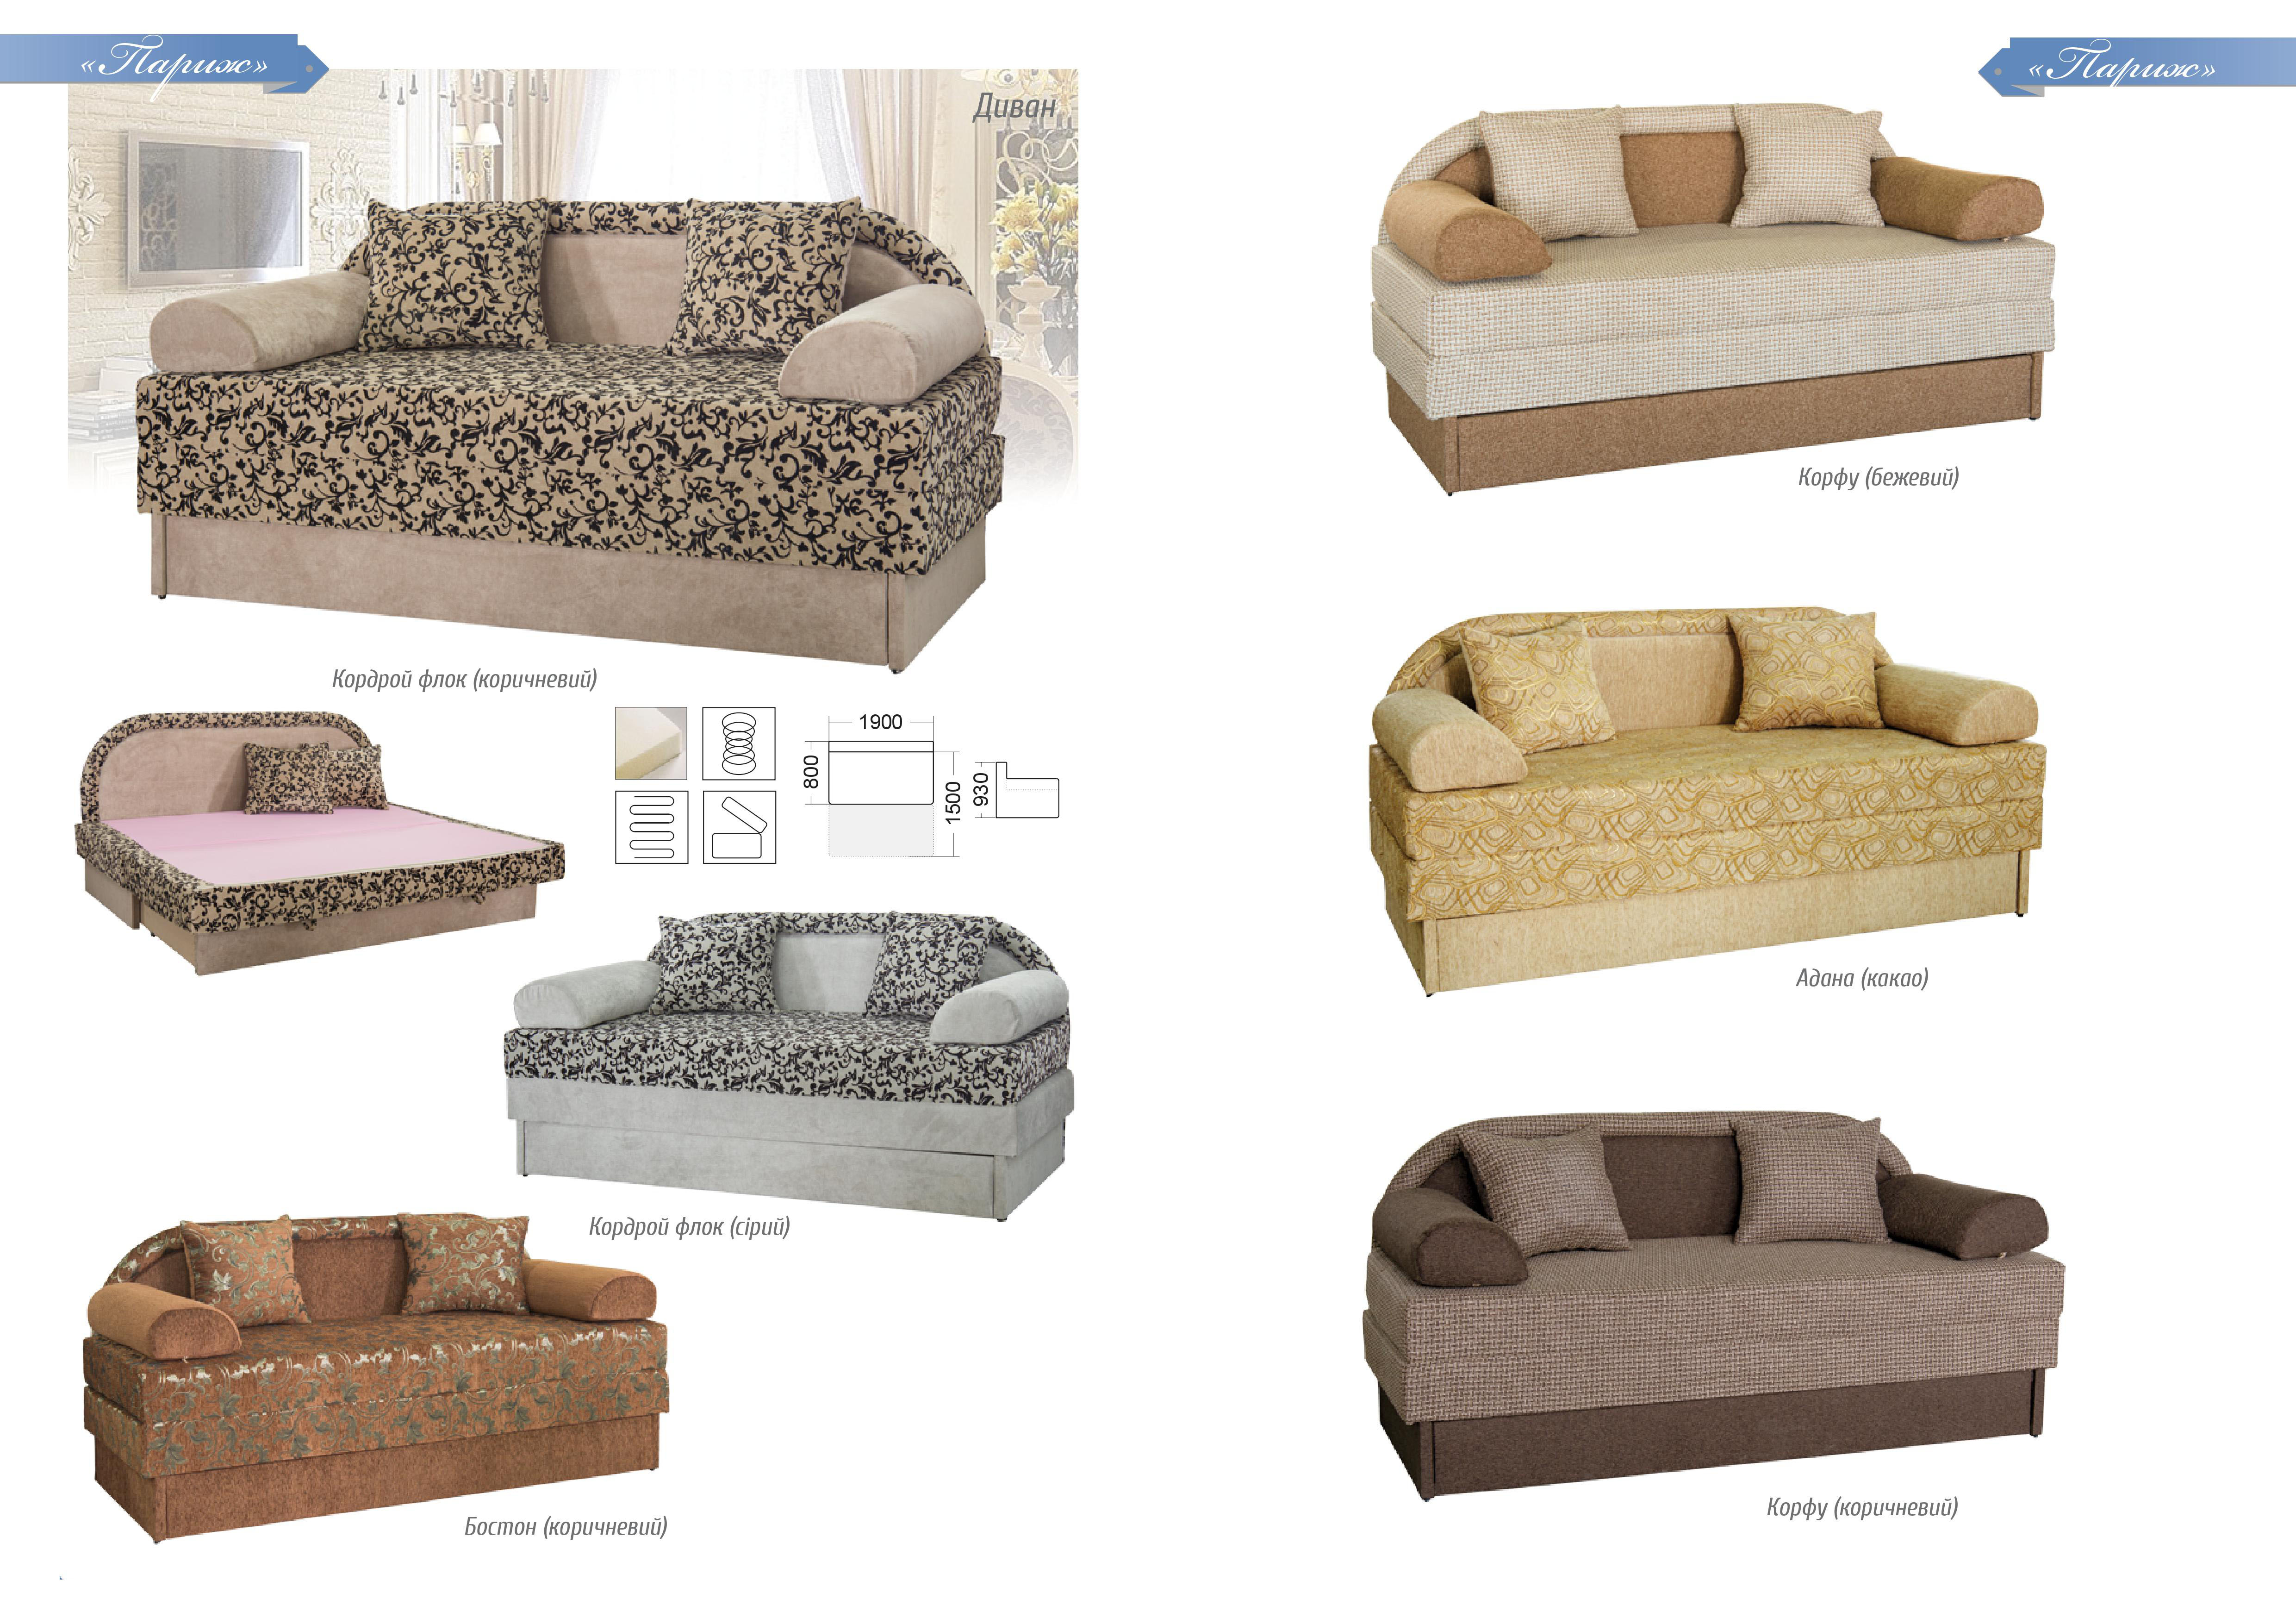 «Париж»
Диван
Кордрой флок (коричневий)
1900
800
1500
930
Кордрой флок (сірий)
Бостон (коричневий)
«Париж»
Корфу (бежевий)
Адана (какао)
Корфу (коричневий)